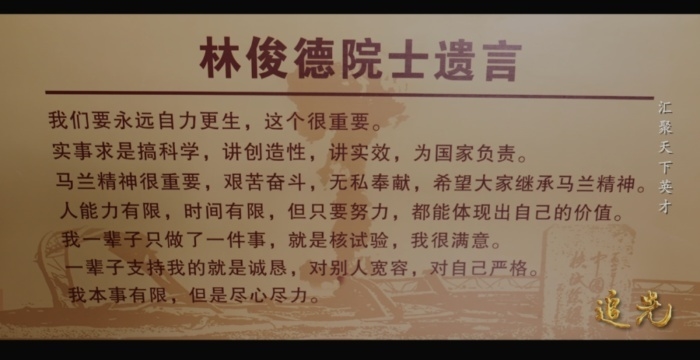 林俊德院士遗言
我们要永远自力更生，这个很重要。
实事求是搞科学，讲创造性，讲实效，为国家负责。
马兰精神很重要，艰苦奋斗，无私奉献，希望大家继承马兰精神。
人能力有限，时间有限，但只要努力，都能体现出自己的价值。
我一辈子只做了一件事，就是核试验，我很满意。
一辈子支持我的就是诚恳，对别人宽容，对自己严格。
我本事有限，但是尽心尽力。
汇聚天下英才
追光
中国